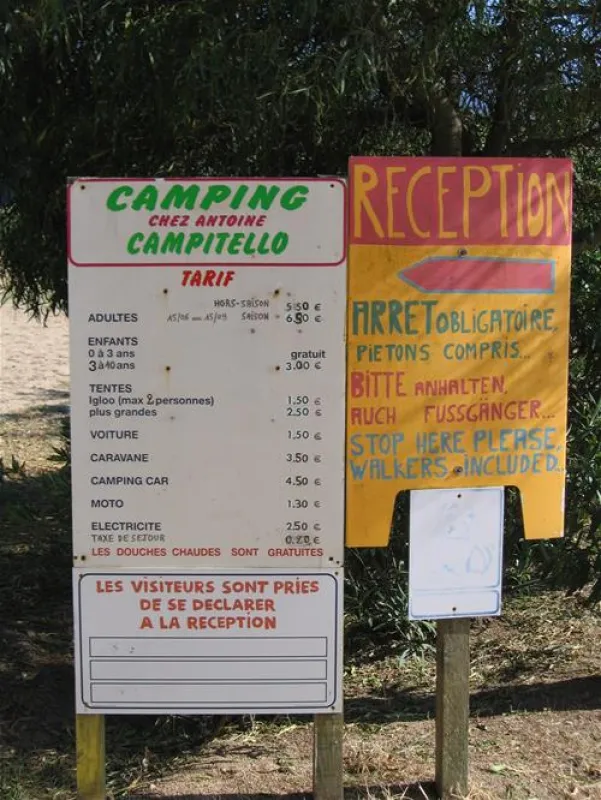 CAMPING
CHEZ ANTOINE
CAMPITELLO
TARIF
HORS-SAISON 5.50 €
ADULTES 15/06 au 15/09 SAISON = 6.50 €
ENFANTS
0 à 3 ans gratuit
3 à 10 ans 3.00 €
TENTES
Igloo (max 2 personnes) 1.50 €
plus grandes 2.50 €
VOITURE 1.50 €
CARAVANE 3.50 €
CAMPING CAR 4.50 €
MOTO 1.30 €
ELECTRICITE 2.50 €
TAXE DE SEJOUR 0.20 €
LES DOUCHES CHAUDES SONT GRATUITES
LES VISITEURS SONT PRIES
DE SE DECLARER
A LA RECEPTION
RECEPTION
ARRET OBLIGATOIRE,
PIETONS COMPRIS...
BITTE ANHALTEN,
AUCH FUSSGÄNGER...
STOP HERE PLEASE,
WALKERS INCLUDED..